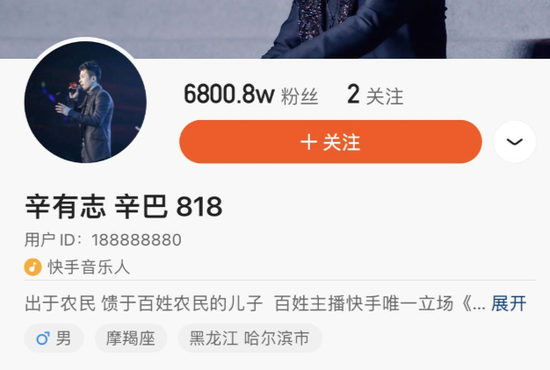 6800.8w 粉丝 2 关注
关注
辛有志 辛巴 818
用户 ID：188888880
快手音乐人
出于农民 馈于百姓农民的儿子 百姓主播快手唯一立场《... 展开
男 摩羯座 黑龙江 哈尔滨市